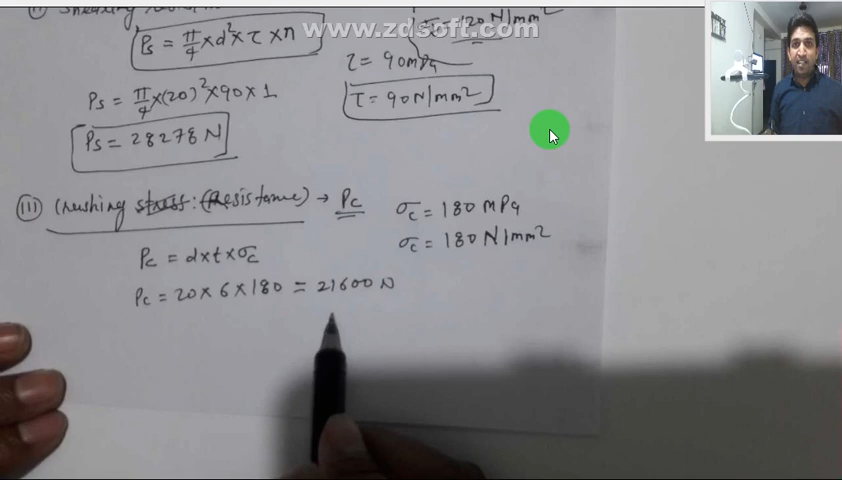 www.zdsoft.com
(ii) Shearing
Ps = π/4 × d² × τ × n
= 120 N/mm²
τ = 90 MPa
τ = 90 N/mm²
Ps = π/4 × (20)² × 90 × 1
Ps = 28278 N
(III) Crushing stress: (Resistance) → Pc
σc = 180 MPa
σc = 180 N/mm²
Pc = d×t×σc
Pc = 20 × 6 × 180 = 21600 N